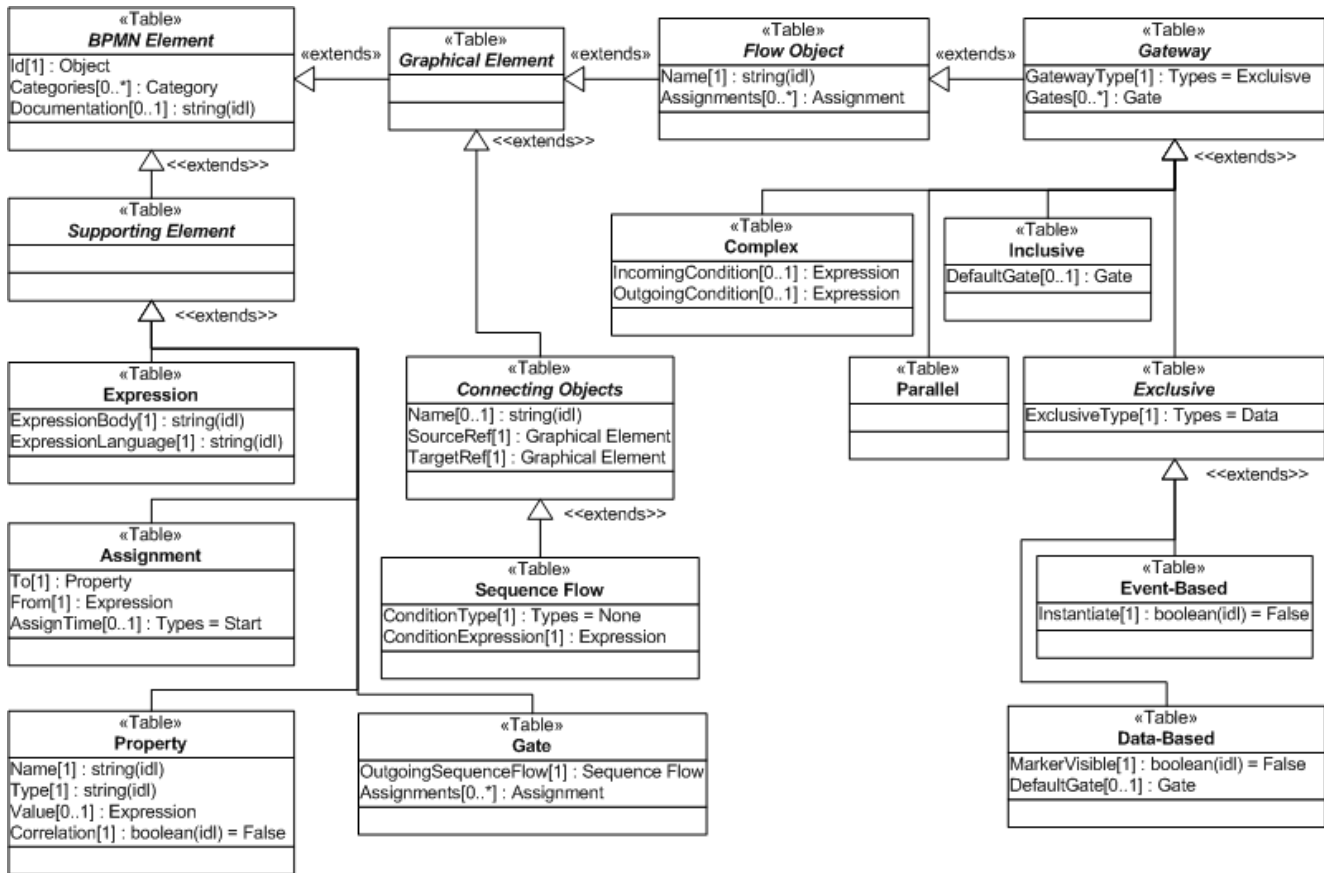 «Table»
BPMN Element
Id[1] : Object
Categories[0..*] : Category
Documentation[0..1] : string(idl)
«extends»
«Table»
Graphical Element
«extends»
«Table»
Flow Object
Name[1] : string(idl)
Assignments[0..*] : Assignment
«extends»
«Table»
Gateway
GatewayType[1] : Types = Excluisve
Gates[0..*] : Gate
<<extends>>
<<extends>>
<<extends>>
«Table»
Supporting Element
<<extends>>
«Table»
Complex
IncomingCondition[0..1] : Expression
OutgoingCondition[0..1] : Expression
«Table»
Inclusive
DefaultGate[0..1] : Gate
«Table»
Expression
ExpressionBody[1] : string(idl)
ExpressionLanguage[1] : string(idl)
«Table»
Connecting Objects
Name[0..1] : string(idl)
SourceRef[1] : Graphical Element
TargetRef[1] : Graphical Element
<<extends>>
«Table»
Parallel
«Table»
Exclusive
ExclusiveType[1] : Types = Data
<<extends>>
«Table»
Assignment
To[1] : Property
From[1] : Expression
AssignTime[0..1] : Types = Start
«Table»
Sequence Flow
ConditionType[1] : Types = None
ConditionExpression[1] : Expression
«Table»
Event-Based
Instantiate[1] : boolean(idl) = False
«Table»
Property
Name[1] : string(idl)
Type[1] : string(idl)
Value[0..1] : Expression
Correlation[1] : boolean(idl) = False
«Table»
Gate
OutgoingSequenceFlow[1] : Sequence Flow
Assignments[0..*] : Assignment
«Table»
Data-Based
MarkerVisible[1] : boolean(idl) = False
DefaultGate[0..1] : Gate